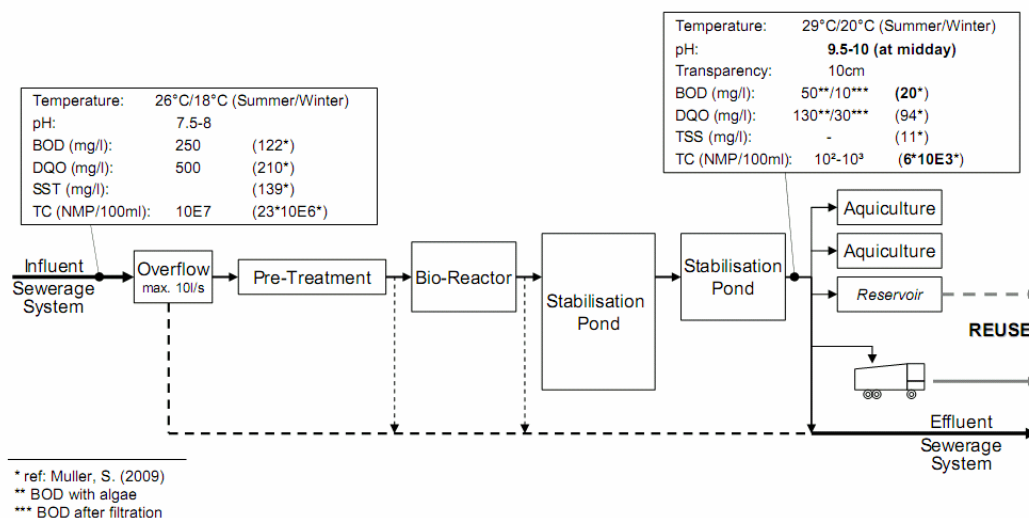 Temperature: 29°C/20°C (Summer/Winter)
pH: 9.5-10 (at midday)
Transparency: 10cm
BOD (mg/l): 50**/10*** (20*)
DQO (mg/l): 130**/30*** (94*)
TSS (mg/l): - (11*)
TC (NMP/100ml): 10²-10³ (6*10E3*)
Temperature: 26°C/18°C (Summer/Winter)
pH: 7.5-8
BOD (mg/l): 250 (122*)
DQO (mg/l): 500 (210*)
SST (mg/l): (139*)
TC (NMP/100ml): 10E7 (23*10E6*)
Influent
Sewerage
System
Overflow
max. 10l/s
Pre-Treatment
Bio-Reactor
Stabilisation
Pond
Stabilisation
Pond
Aquiculture
Aquiculture
Reservoir
REUSE
Effluent
Sewerage
System
* ref: Muller, S. (2009)
** BOD with algae
*** BOD after filtration